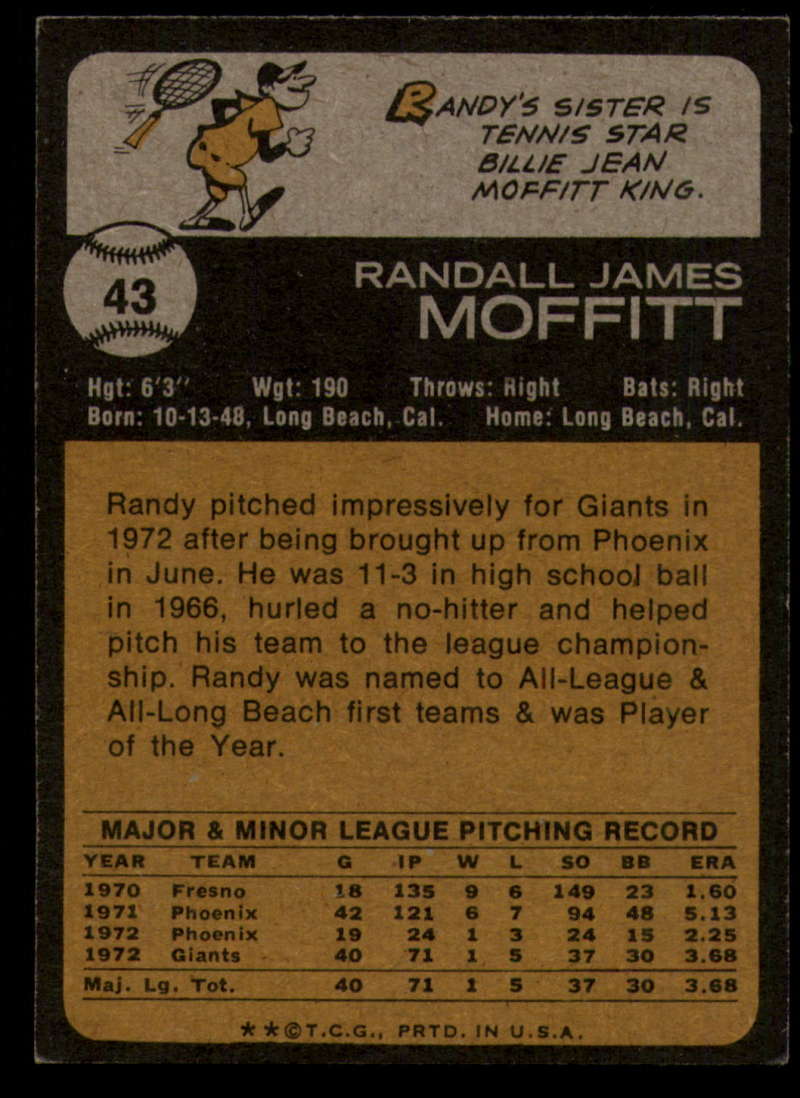 RANDY'S SISTER IS
TENNIS STAR
BILLIE JEAN
MOFFITT KING.
43
RANDALL JAMES
MOFFITT
Hgt: 6'3" Wgt: 190 Throws: Right Bats: Right
Born: 10-13-48, Long Beach, Cal. Home: Long Beach, Cal.
Randy pitched impressively for Giants in
1972 after being brought up from Phoenix
in June. He was 11-3 in high school ball
in 1966, hurled a no-hitter and helped
pitch his team to the league champion-
ship. Randy was named to All-League &
All-Long Beach first teams & was Player
of the Year.
MAJOR & MINOR LEAGUE PITCHING RECORD
YEAR TEAM G IP W L SO BB ERA
1970 Fresno 18 135 9 6 149 23 1.60
1971 Phoenix 42 121 6 7 94 48 5.13
1972 Phoenix 19 24 1 3 24 15 2.25
1972 Giants 40 71 1 5 37 30 3.68
Maj. Lg. Tot. 40 71 1 5 37 30 3.68
* *©T.C.G., PRTD. IN U.S.A.